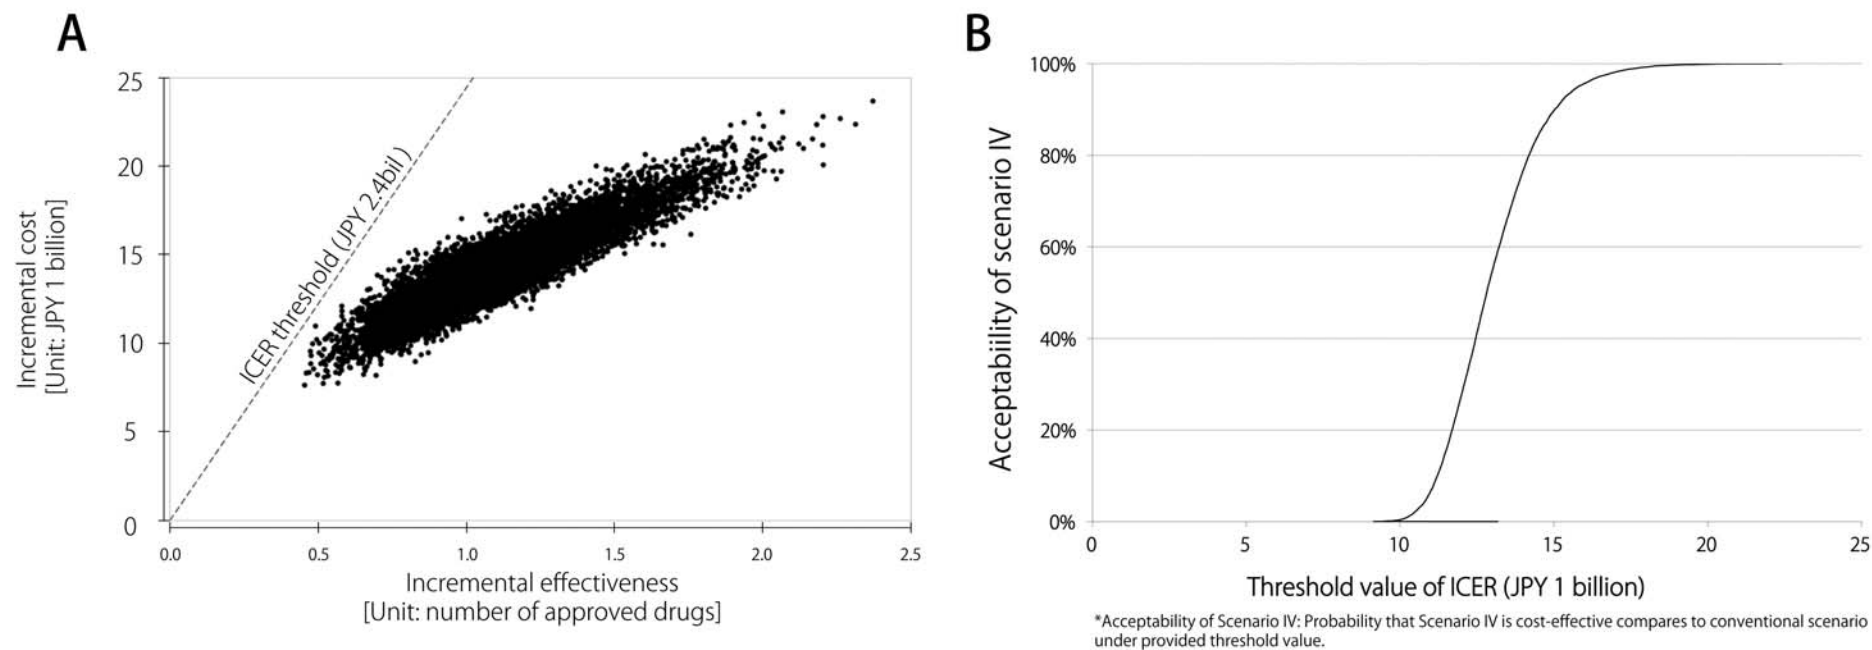 A
25
20
15
10
5
0
0.0
0.5
1.0
1.5
2.0
2.5
Incremental cost
[Unit: JPY 1 billion]
ICER threshold (JPY 2.4bil )
Incremental effectiveness
[Unit: number of approved drugs]
B
100%
80%
60%
40%
20%
0%
0
5
10
15
20
25
Acceptabiility of scenario IV
Threshold value of ICER (JPY 1 billion)
*Acceptability of Scenario IV: Probability that Scenario IV is cost-effective compares to conventional scenario
under provided threshold value.